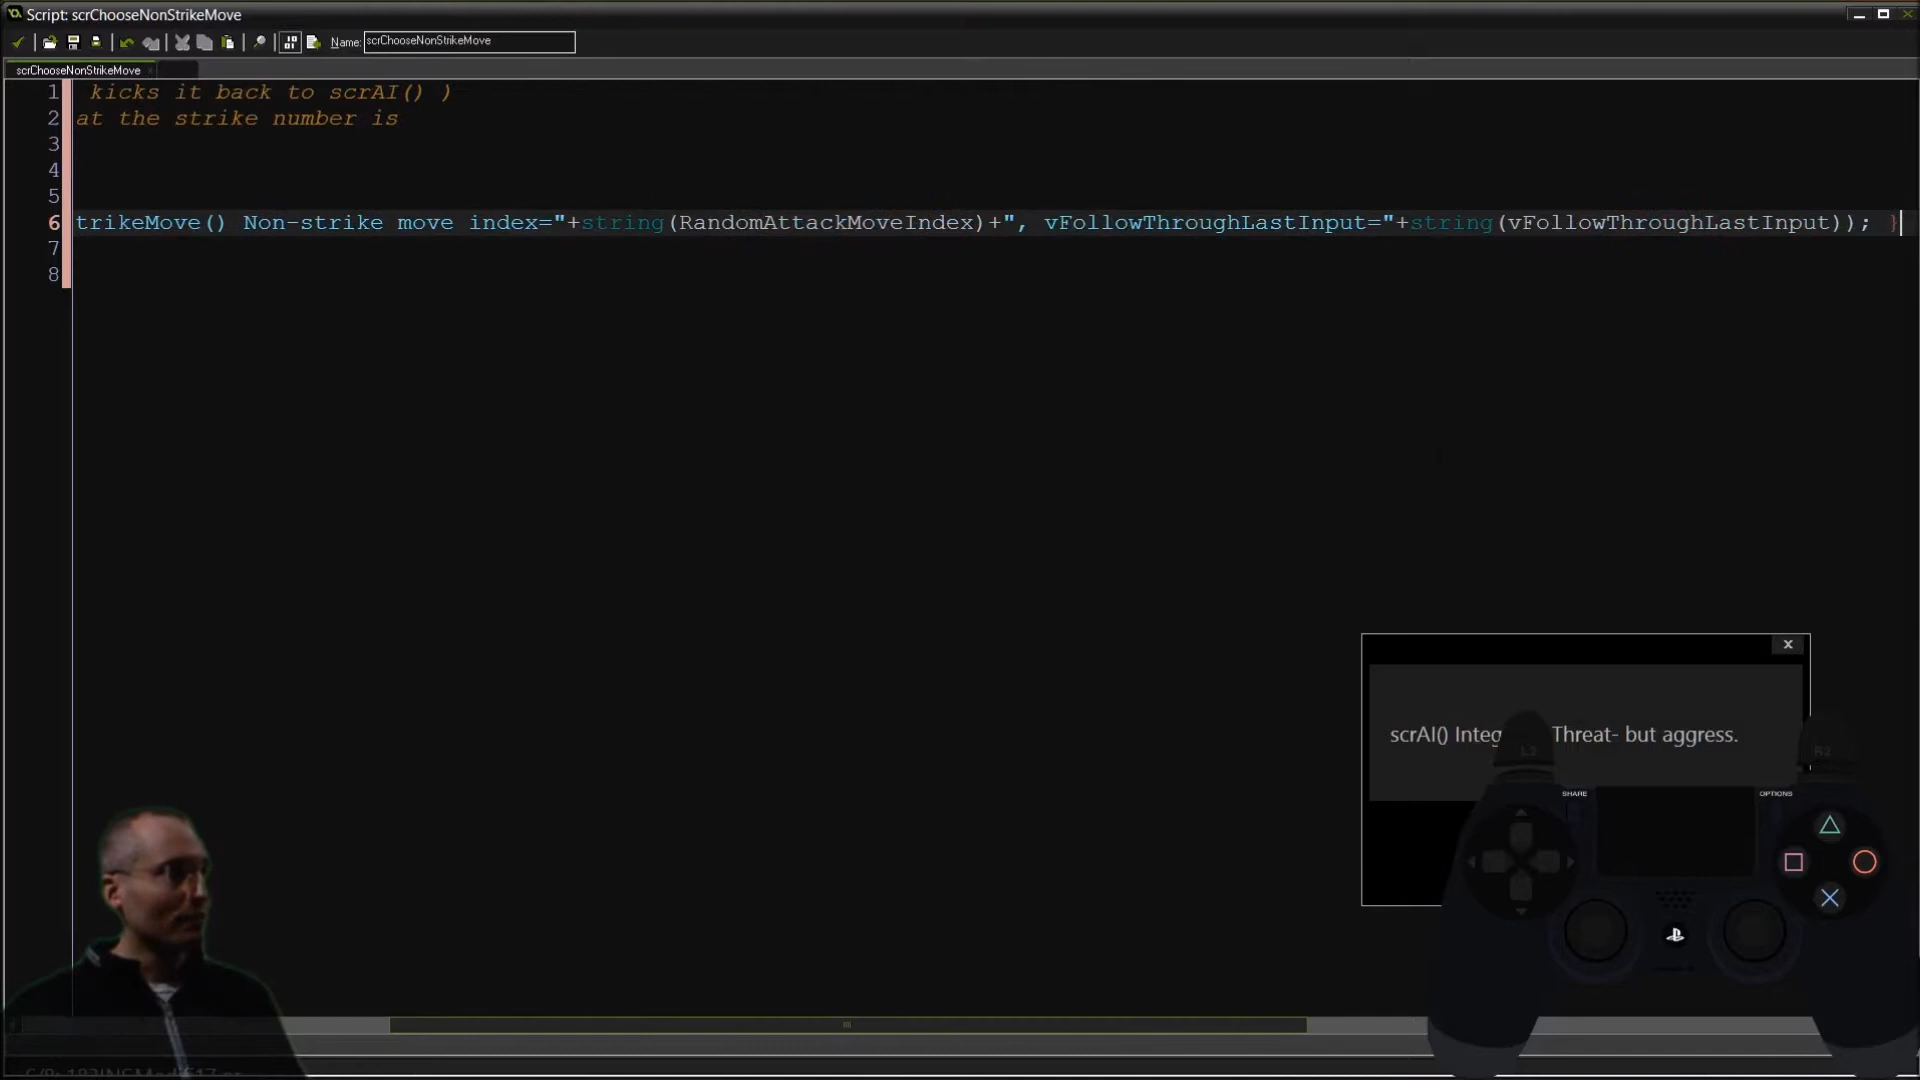 Script: scrChooseNonStrikeMove
Name: scrChooseNonStrikeMove
scrChooseNonStrikeMove
1 kicks it back to scrAI() )
2 at the strike number is
3
4
5
6 trikeMove() Non-strike move index="+string(RandomAttackMoveIndex)+", vFollowThroughLastInput="+string(vFollowThroughLastInput)); }
7
8
scrAI() Integ Threat- but aggress.
L2 R2
SHARE OPTIONS